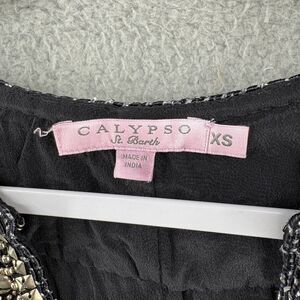 CALYPSO
St. Barth
XS
MADE IN
INDIA